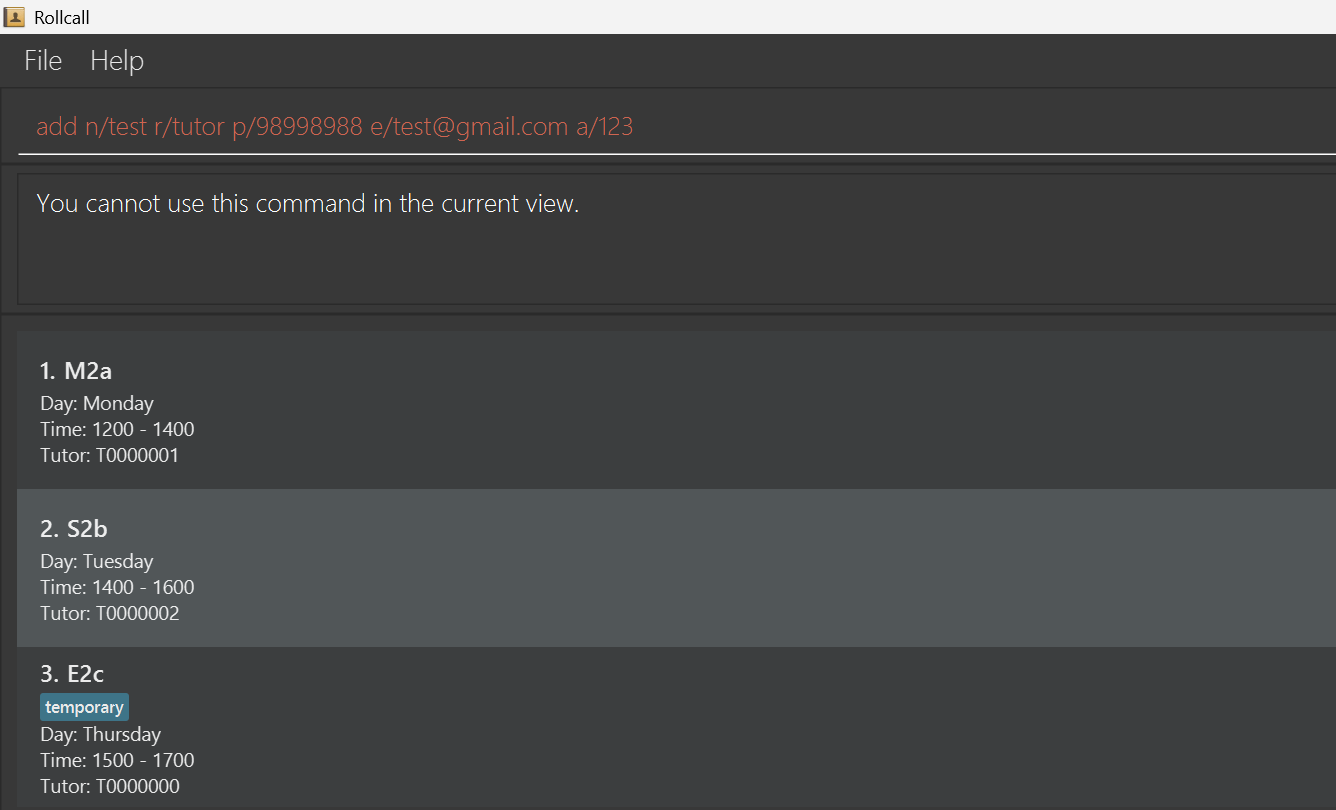 Rollcall
File Help
add n/test r/tutor p/98998988 e/test@gmail.com a/123
You cannot use this command in the current view.
1. M2a
Day: Monday
Time: 1200 - 1400
Tutor: T0000001
2. S2b
Day: Tuesday
Time: 1400 - 1600
Tutor: T0000002
3. E2c
temporary
Day: Thursday
Time: 1500 - 1700
Tutor: T0000000